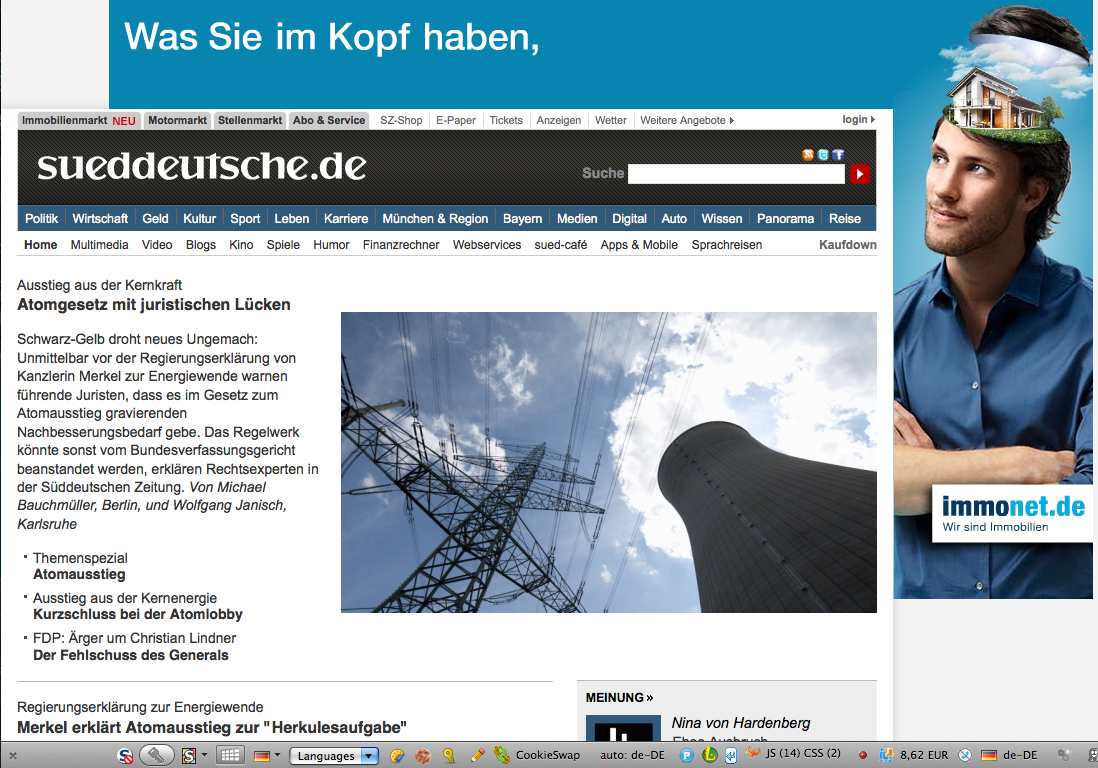 Was Sie im Kopf haben,
Immobilienmarkt NEU Motormarkt Stellenmarkt Abo & Service SZ-Shop E-Paper Tickets Anzeigen Wetter Weitere Angebote login
sueddeutsche.de
Suche
Politik Wirtschaft Geld Kultur Sport Leben Karriere München & Region Bayern Medien Digital Auto Wissen Panorama Reise
Home Multimedia Video Blogs Kino Spiele Humor Finanzrechner Webservices sued-café Apps & Mobile Sprachreisen Kaufdown
Ausstieg aus der Kernkraft
Atomgesetz mit juristischen Lücken
Schwarz-Gelb droht neues Ungemach:
Unmittelbar vor der Regierungserklärung von
Kanzlerin Merkel zur Energiewende warnen
führende Juristen, dass es im Gesetz zum
Atomausstieg gravierenden
Nachbesserungsbedarf gebe. Das Regelwerk
könnte sonst vom Bundesverfassungsgericht
beanstandet werden, erklären Rechtsexperten in
der Süddeutschen Zeitung. Von Michael
Bauchmüller, Berlin, und Wolfgang Janisch,
Karlsruhe
Themenspezial
Atomausstieg
Ausstieg aus der Kernenergie
Kurzschluss bei der Atomlobby
FDP: Ärger um Christian Lindner
Der Fehlschuss des Generals
immonet.de
Wir sind Immobilien
Regierungserklärung zur Energiewende
Merkel erklärt Atomausstieg zur "Herkulesaufgabe"
MEINUNG »
Nina von Hardenberg
Languages CookieSwap auto: de-DE JS (14) CSS (2) 8,62 EUR de-DE